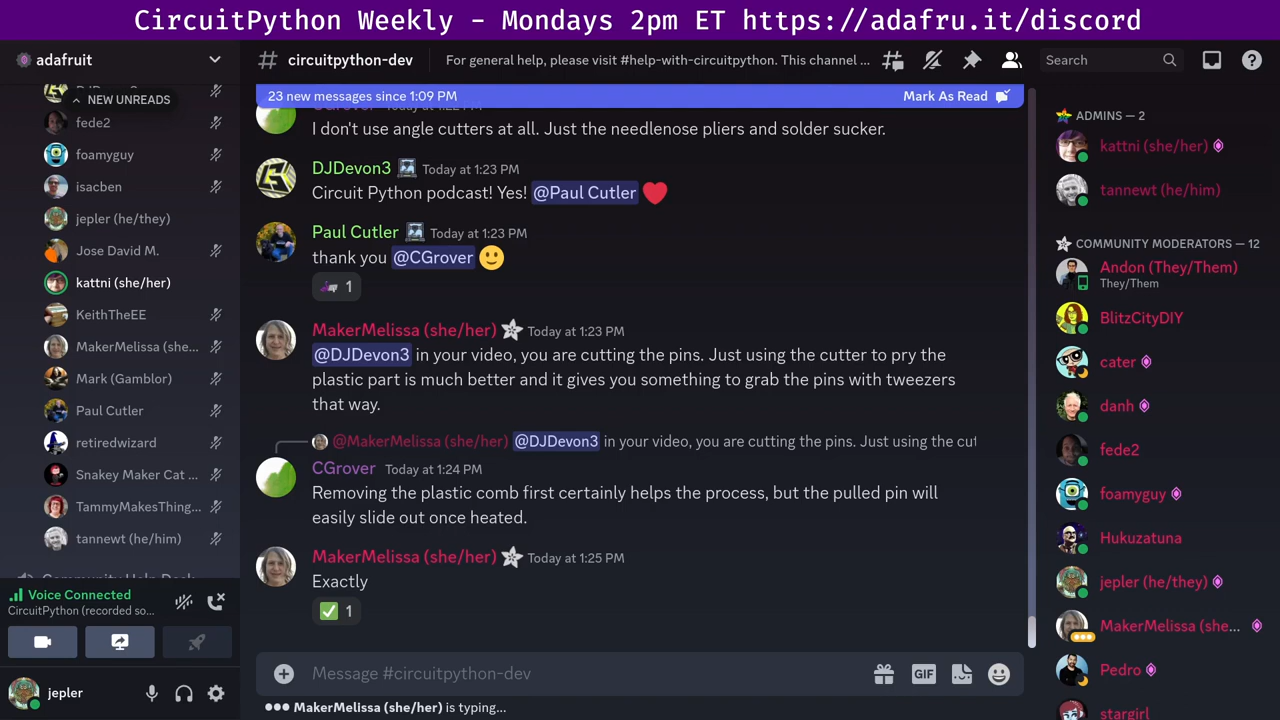 CircuitPython Weekly - Mondays 2pm ET https://adafru.it/discord
adafruit
NEW UNREADS
fede2
foamyguy
isacben
jepler (he/they)
Jose David M.
kattni (she/her)
KeithTheEE
MakerMelissa (she...
Mark (Gamblor)
Paul Cutler
retiredwizard
Snakey Maker Cat ...
TammyMakesThing...
tannewt (he/him)
Community Help Desk
Voice Connected
CircuitPython (recorded so...
jepler
circuitpython-dev
For general help, please visit #help-with-circuitpython. This channel ...
Search
23 new messages since 1:09 PM
Mark As Read
I don't use angle cutters at all. Just the needlenose pliers and solder sucker.
DJDevon3 Today at 1:23 PM
Circuit Python podcast! Yes! @Paul Cutler
Paul Cutler Today at 1:23 PM
thank you @CGrover
1
MakerMelissa (she/her) Today at 1:23 PM
@DJDevon3 in your video, you are cutting the pins. Just using the cutter to pry the
plastic part is much better and it gives you something to grab the pins with tweezers
that way.
@MakerMelissa (she/her) @DJDevon3 in your video, you are cutting the pins. Just using the cut
CGrover Today at 1:24 PM
Removing the plastic comb first certainly helps the process, but the pulled pin will
easily slide out once heated.
MakerMelissa (she/her) Today at 1:25 PM
Exactly
1
Message #circuitpython-dev
GIF
MakerMelissa (she/her) is typing...
ADMINS — 2
kattni (she/her)
tannewt (he/him)
COMMUNITY MODERATORS — 12
Andon (They/Them)
They/Them
BlitzCityDIY
cater
danh
fede2
foamyguy
Hukuzatuna
jepler (he/they)
MakerMelissa (she...
Pedro
stargirl